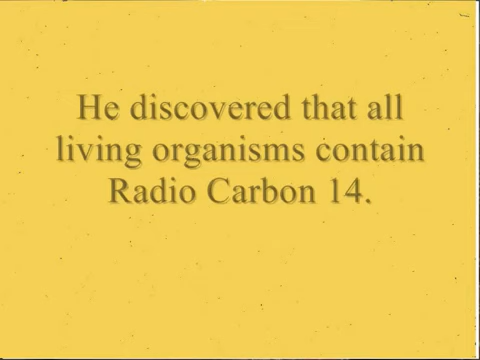 He discovered that all
living organisms contain
Radio Carbon 14.